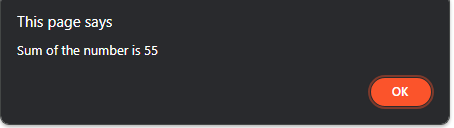 This page says
Sum of the number is 55
OK